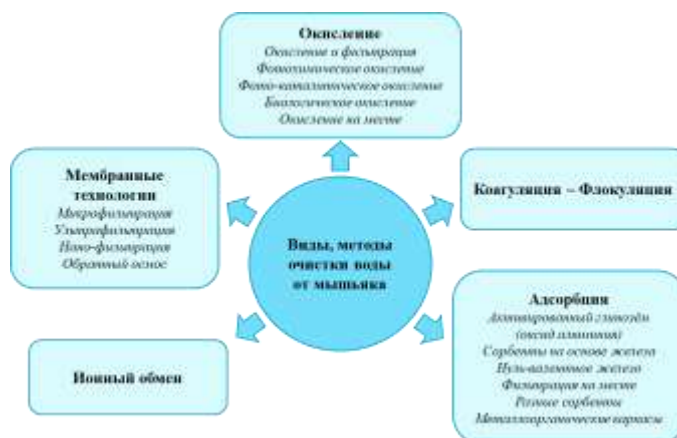 Окисление
Окисление и фильтрация
Фотохимическое окисление
Фото-каталитическое окисление
Биологическое окисление
Окисление на месте
Мембранные
технологии
Микрофильтрация
Ультрафильтрация
Нано-фильтрация
Обратный осмос
Коагуляция – Флокуляция
Виды, методы
очистки воды
от мышьяка
Адсорбция
Активированный глинозём
(оксид алюминия)
Сорбенты на основе железа
Нуль-валентное железо
Фильтрация на месте
Разные сорбенты
Металлоорганические каркасы
Ионный обмен